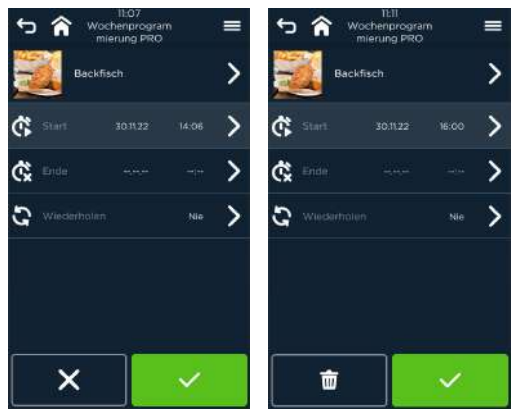 11:07
Wochenprogram
mierung PRO
Backfisch
Start 30.11.22 14:06
Ende --.--.-- --:--
Wiederholen Nie
11:11
Wochenprogram
mierung PRO
Backfisch
Start 30.11.22 16:00
Ende --.--.-- --:--
Wiederholen Nie